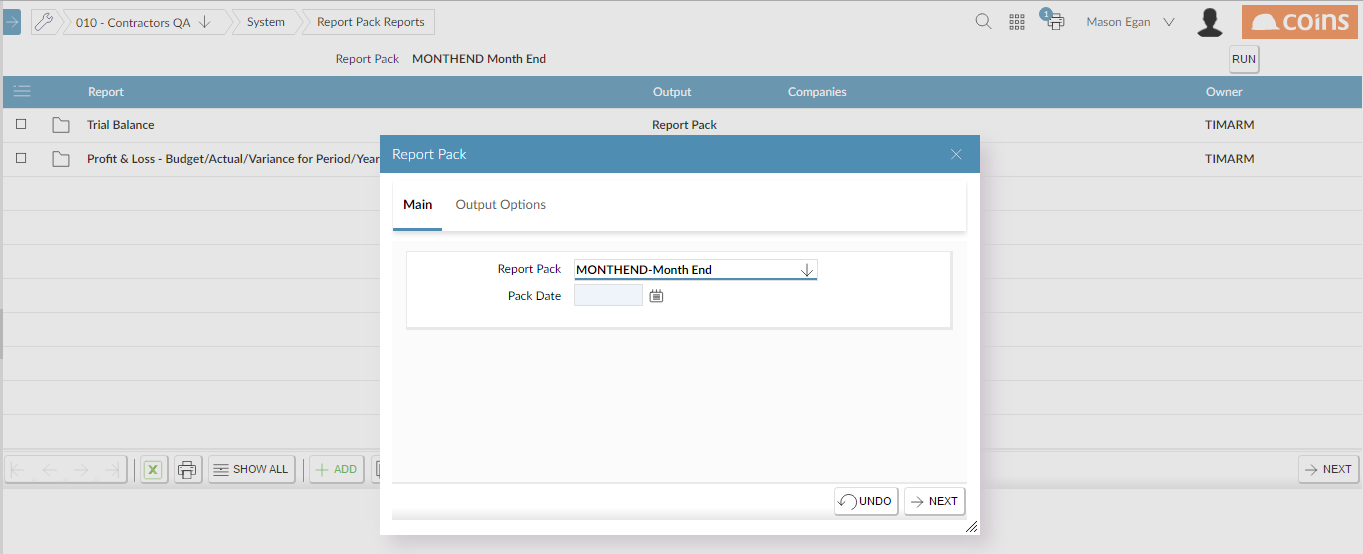 010 - Contractors QA
System
Report Pack Reports
1
Mason Egan
coins
Report Pack MONTHEND Month End
RUN
Report Output Companies Owner
Trial Balance Report Pack TIMARM
Profit & Loss - Budget/Actual/Variance for Period/Year TIMARM
Report Pack
Main Output Options
Report Pack MONTHEND-Month End
Pack Date
SHOW ALL
ADD
NEXT
UNDO
NEXT